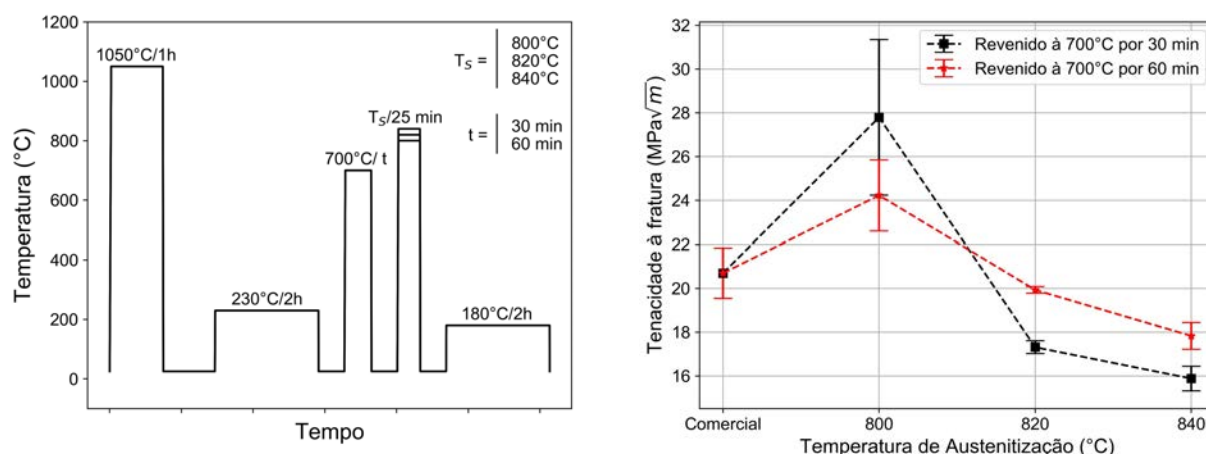 1200
1000
800
600
400
200
0
Temperatura (°C)
Tempo
1050°C/1h
230°C/2h
700°C/ t
T_S/25 min
180°C/2h
T_S =
800°C
820°C
840°C
t =
30 min
60 min
32
30
28
26
24
22
20
18
16
Tenacidade à fratura (MPa√m)
Revenido à 700°C por 30 min
Revenido à 700°C por 60 min
Comercial
800
820
840
Temperatura de Austenitização (°C)